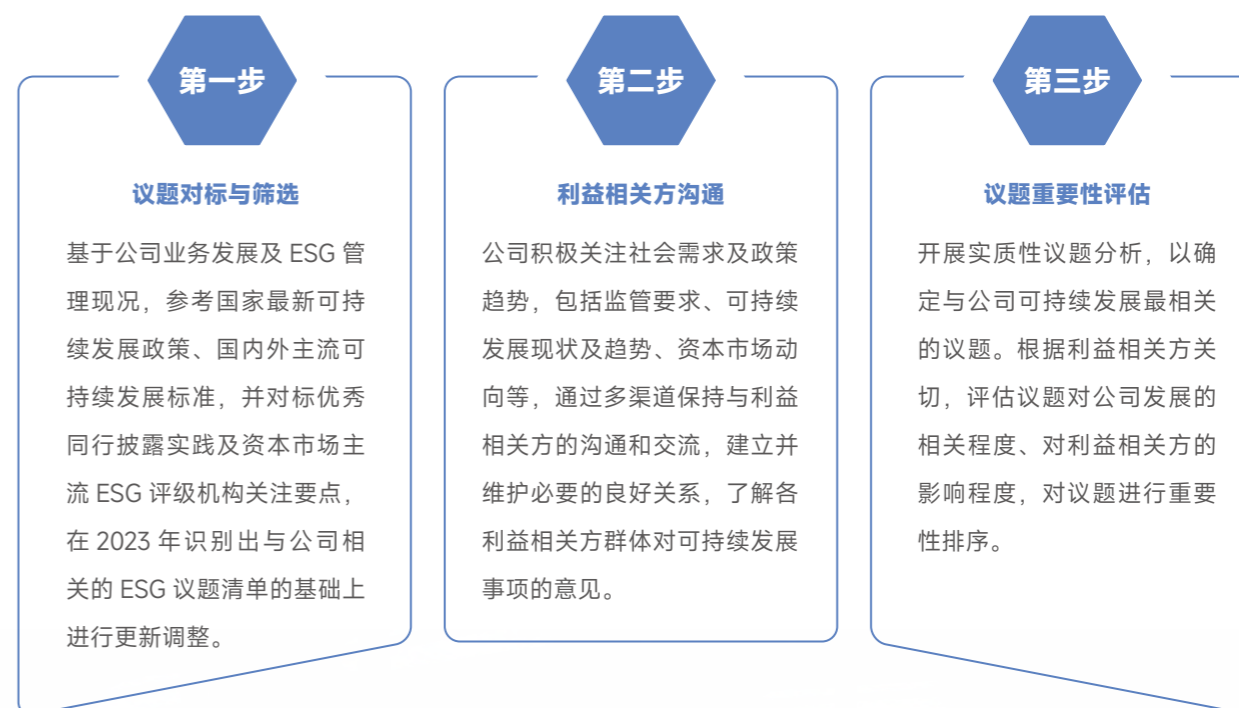 第一步
议题对标与筛选
基于公司业务发展及 ESG 管
理现况，参考国家最新可持
续发展政策、国内外主流可
持续发展标准，并对标优秀
同行披露实践及资本市场主
流 ESG 评级机构关注要点，
在 2023 年识别出与公司相
关的 ESG 议题清单的基础上
进行更新调整。
第二步
利益相关方沟通
公司积极关注社会需求及政策
趋势，包括监管要求、可持续
发展现状及趋势、资本市场动
向等，通过多渠道保持与利益
相关方的沟通和交流，建立并
维护必要的良好关系，了解各
利益相关方群体对可持续发展
事项的意见。
第三步
议题重要性评估
开展实质性议题分析，以确
定与公司可持续发展最相关
的议题。根据利益相关方关
切，评估议题对公司发展的
相关程度、对利益相关方的
影响程度，对议题进行重要
性排序。